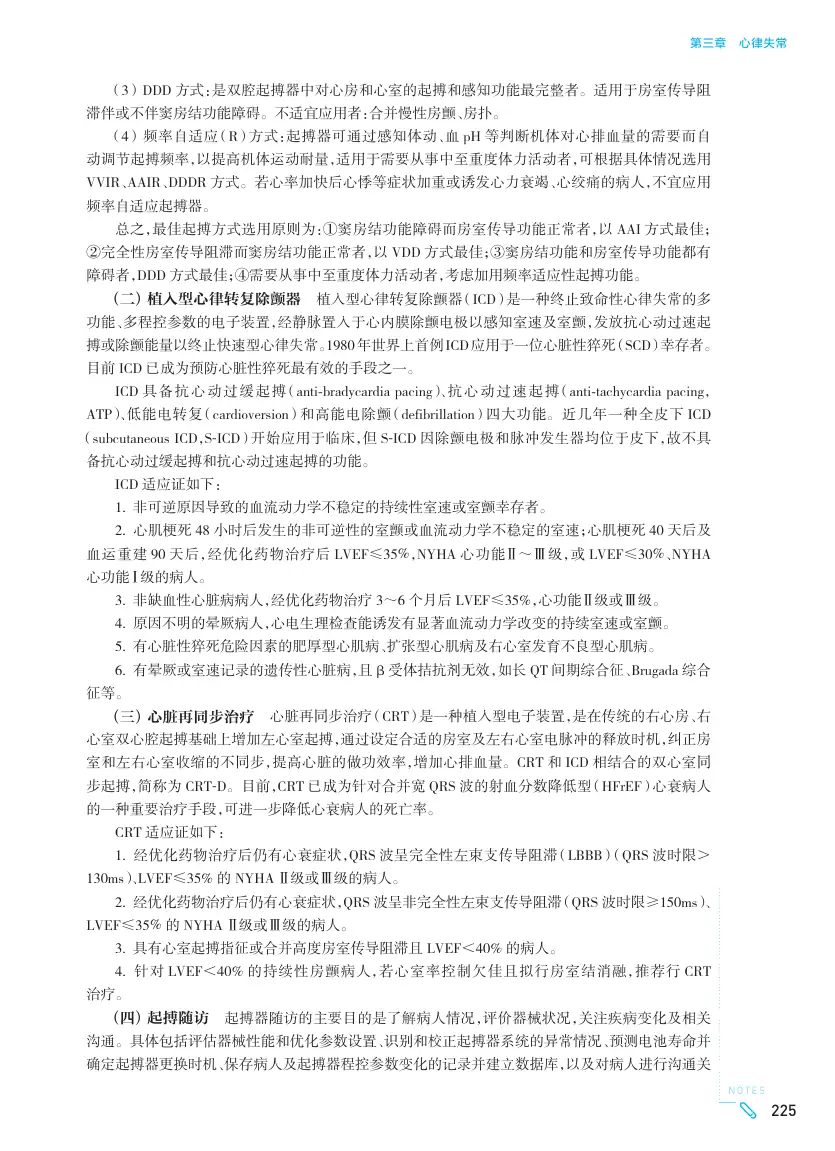 第三章 心律失常
（3）DDD 方式：是双腔起搏器中对心房和心室的起搏和感知功能最完整者。适用于房室传导阻
滞伴或不伴窦房结功能障碍。不适宜应用者：合并慢性房颤、房扑。
（4）频率自适应（R）方式：起搏器可通过感知体动、血 pH 等判断机体对心排血量的需要而自
动调节起搏频率，以提高机体运动耐量，适用于需要从事中至重度体力活动者，可根据具体情况选用
VVIR、AAIR、DDDR 方式。若心率加快后心悸等症状加重或诱发心力衰竭、心绞痛的病人，不宜应用
频率自适应起搏器。
总之，最佳起搏方式选用原则为：①窦房结功能障碍而房室传导功能正常者，以 AAI 方式最佳；
②完全性房室传导阻滞而窦房结功能正常者，以 VDD 方式最佳；③窦房结功能和房室传导功能都有
障碍者，DDD 方式最佳；④需要从事中至重度体力活动者，考虑加用频率适应性起搏功能。
（二）植入型心律转复除颤器 植入型心律转复除颤器（ICD）是一种终止致命性心律失常的多
功能、多程控参数的电子装置，经静脉置入于心内膜除颤电极以感知室速及室颤，发放抗心动过速起
搏或除颤能量以终止快速型心律失常。1980 年世界上首例 ICD 应用于一位心脏性猝死（SCD）幸存者。
目前 ICD 已成为预防心脏性猝死最有效的手段之一。
ICD 具备抗心动过缓起搏（anti-bradycardia pacing）、抗心动过速起搏（anti-tachycardia pacing，
ATP）、低能电转复（cardioversion）和高能电除颤（defibrillation）四大功能。近几年一种全皮下 ICD
（subcutaneous ICD，S-ICD）开始应用于临床，但 S-ICD 因除颤电极和脉冲发生器均位于皮下，故不具
备抗心动过缓起搏和抗心动过速起搏的功能。
ICD 适应证如下：
1. 非可逆原因导致的血流动力学不稳定的持续性室速或室颤幸存者。
2. 心肌梗死 48 小时后发生的非可逆性的室颤或血流动力学不稳定的室速；心肌梗死 40 天后及
血运重建 90 天后，经优化药物治疗后 LVEF≤35%，NYHA 心功能Ⅱ～Ⅲ级，或 LVEF≤30%、NYHA
心功能Ⅰ级的病人。
3. 非缺血性心脏病病人，经优化药物治疗 3～6 个月后 LVEF≤35%，心功能Ⅱ级或Ⅲ级。
4. 原因不明的晕厥病人，心电生理检查能诱发有显著血流动力学改变的持续室速或室颤。
5. 有心脏性猝死危险因素的肥厚型心肌病、扩张型心肌病及右心室发育不良型心肌病。
6. 有晕厥或室速记录的遗传性心脏病，且 β 受体拮抗剂无效，如长 QT 间期综合征、Brugada 综合
征等。
（三）心脏再同步治疗 心脏再同步治疗（CRT）是一种植入型电子装置，是在传统的右心房、右
心室双心腔起搏基础上增加左心室起搏，通过设定合适的房室及左右心室电脉冲的释放时机，纠正房
室和左右心室收缩的不同步，提高心脏的做功效率，增加心排血量。CRT 和 ICD 相结合的双心室同
步起搏，简称为 CRT-D。目前，CRT 已成为针对合并宽 QRS 波的射血分数降低型（HFrEF）心衰病人
的一种重要治疗手段，可进一步降低心衰病人的死亡率。
CRT 适应证如下：
1. 经优化药物治疗后仍有心衰症状，QRS 波呈完全性左束支传导阻滞（LBBB）（QRS 波时限＞
130ms）、LVEF≤35% 的 NYHA Ⅱ级或Ⅲ级的病人。
2. 经优化药物治疗后仍有心衰症状，QRS 波呈非完全性左束支传导阻滞（QRS 波时限≥150ms）、
LVEF≤35% 的 NYHA Ⅱ级或Ⅲ级的病人。
3. 具有心室起搏指征或合并高度房室传导阻滞且 LVEF＜40% 的病人。
4. 针对 LVEF＜40% 的持续性房颤病人，若心室率控制欠佳且拟行房室结消融，推荐行 CRT
治疗。
（四）起搏随访 起搏器随访的主要目的是了解病人情况，评价器械状况，关注疾病变化及相关
沟通。具体包括评估器械性能和优化参数设置、识别和校正起搏器系统的异常情况、预测电池寿命并
确定起搏器更换时机、保存病人及起搏器程控参数变化的记录并建立数据库，以及对病人进行沟通关
NOTES
225